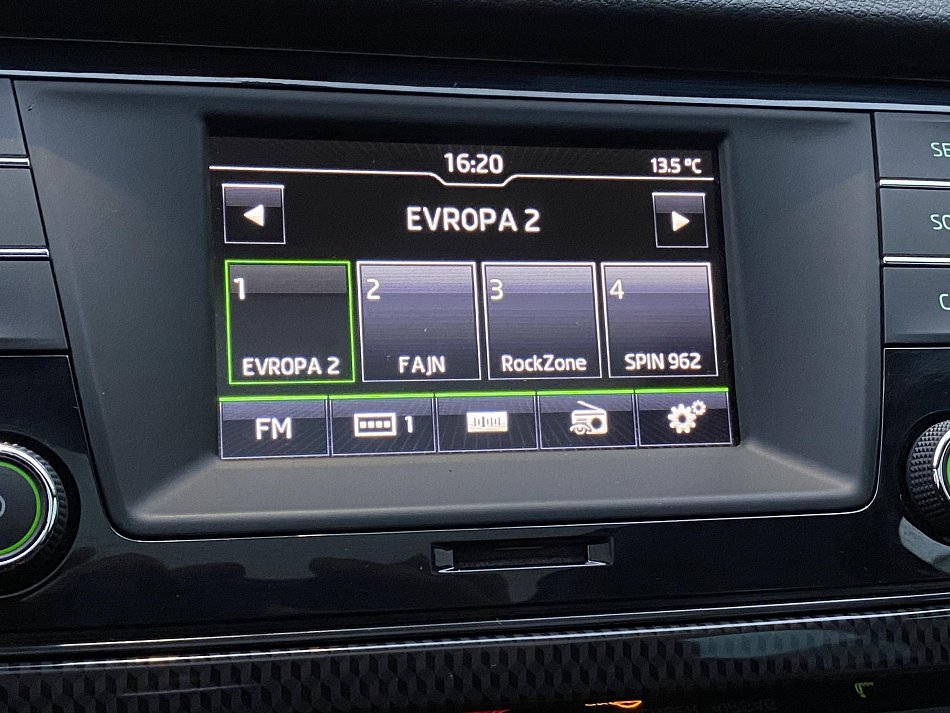 16:20
13.5 °C
EVROPA 2
1
2
3
4
EVROPA 2
FAJN
RockZone
SPIN 962
FM
1